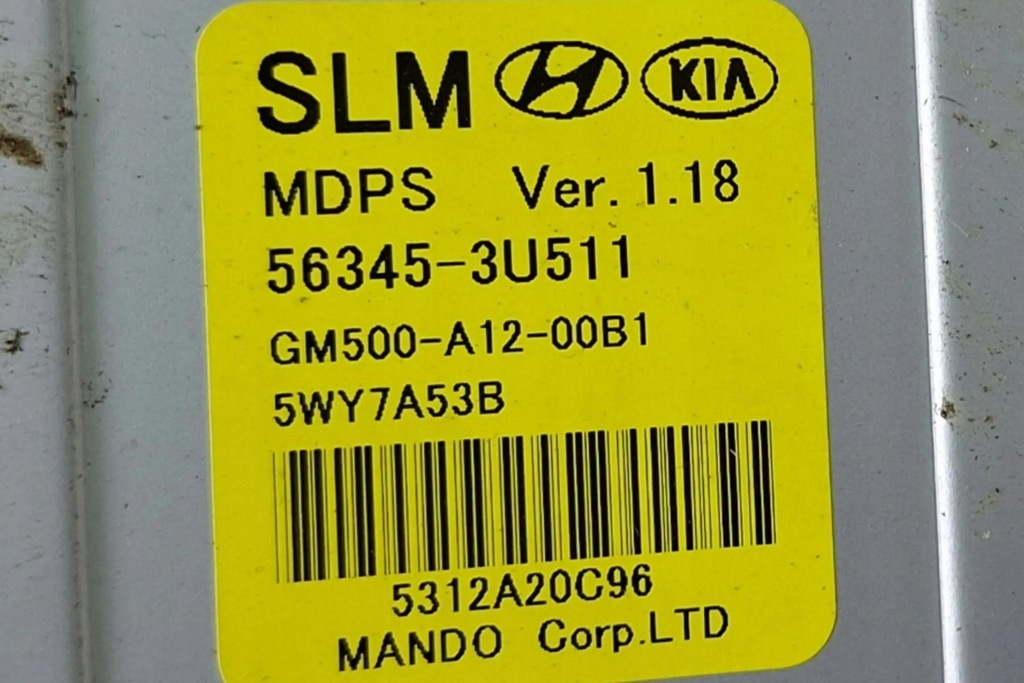 SLM KIA
MDPS Ver. 1.18
56345-3U511
GM500-A12-00B1
5WY7A53B
5312A20C96
MANDO Corp.LTD